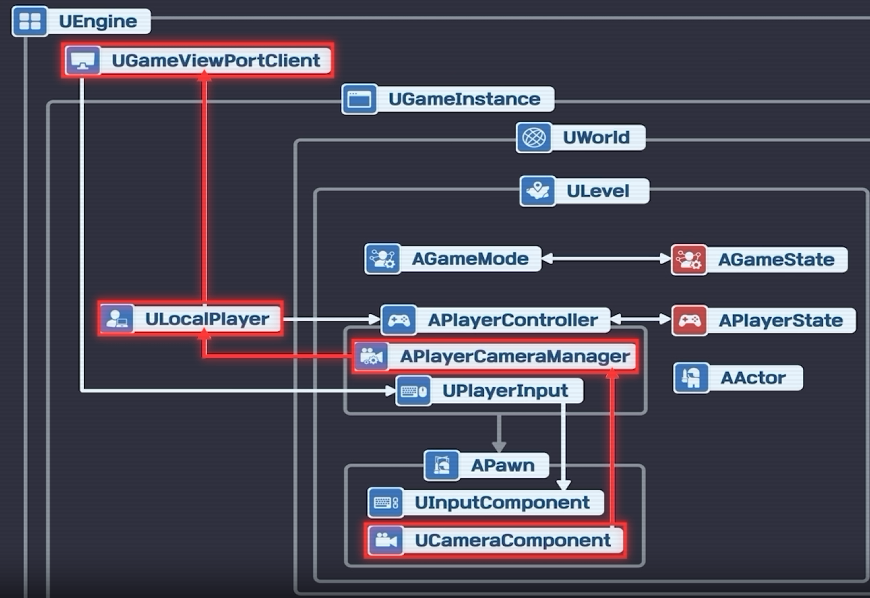 UEngine
UGameViewPortClient
UGameInstance
UWorld
ULevel
AGameMode
AGameState
ULocalPlayer
APlayerController
APlayerState
APlayerCameraManager
AActor
UPlayerInput
APawn
UInputComponent
UCameraComponent